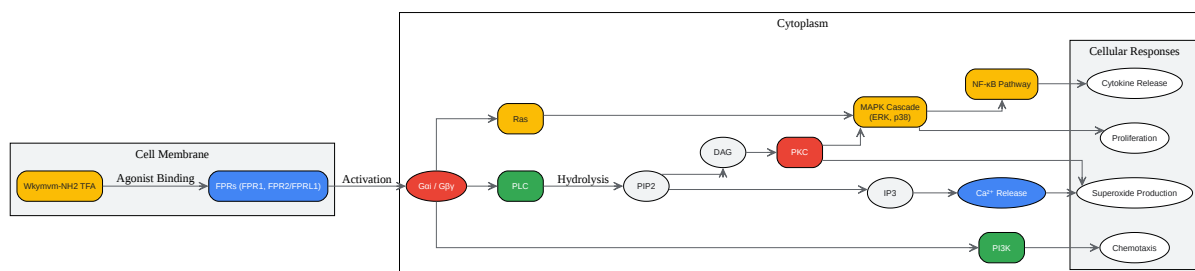 Cytoplasm
Cellular Responses
NF-κB Pathway
Cytokine Release
MAPK Cascade
(ERK, p38)
Ras
Proliferation
DAG
PKC
Cell Membrane
Wkymvm-NH2 TFA
Agonist Binding
FPRs (FPR1, FPR2/FPRL1)
Activation
Gαi / Gβγ
PLC
Hydrolysis
PIP2
IP3
Ca²⁺ Release
Superoxide Production
PI3K
Chemotaxis